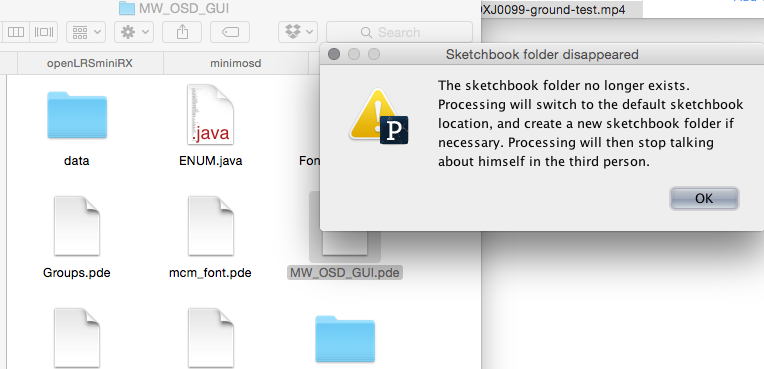 MW_OSD_GUI
0XJ0099-ground-test.mp4
Search
openLRSminiRX
minimosd
Sketchbook folder disappeared
The sketchbook folder no longer exists.
Processing will switch to the default sketchbook
location, and create a new sketchbook folder if
necessary. Processing will then stop talking
about himself in the third person.
P
OK
.java
data
ENUM.java
Fon
Groups.pde
mcm_font.pde
MW_OSD_GUI.pde